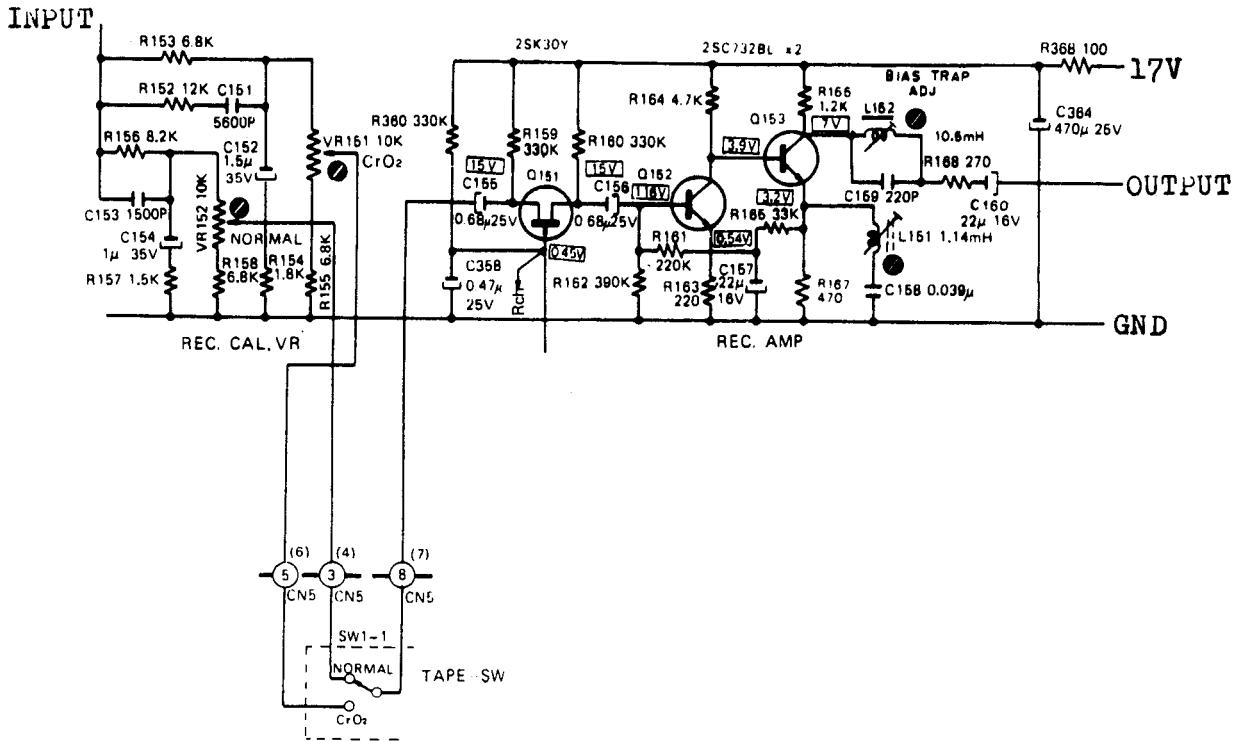 INPUT
R153 6.8K
2SK30Y
2SC732BL x2
R368 100
17V
R152 12K
C151
5600P
R156 8.2K
C152
1.5μ
35V
VR151 10K
CrO₂
R360 330K
R159
330K
R160 330K
R164 4.7K
R166
1.2K
7V
Q153
BIAS TRAP
ADJ
L162
10.6mH
C364
470μ 25V
C153 1500P
VR152 10K
NORMAL
C154
1μ 35V
R157 1.5K
R158
6.8K
R154
1.8K
R155 6.8K
15V
C155
0.68μ25V
Q151
15V
C156
0.68μ25V
1.16V
Q152
3.9V
3.2V
R168 270
C169 220P
C160
22μ 16V
OUTPUT
0.45V
C358
0.47μ
25V
Rch
R161
220K
R162 390K
0.54V
R163
220
R165 33K
C157
22μ
16V
R167
470
L151 1.14mH
C158 0.039μ
GND
REC. CAL. VR
REC. AMP
(6)
(4)
(7)
5
3
8
CN5
CN5
CN5
SW1-1
NORMAL
TAPE SW
CrO₂